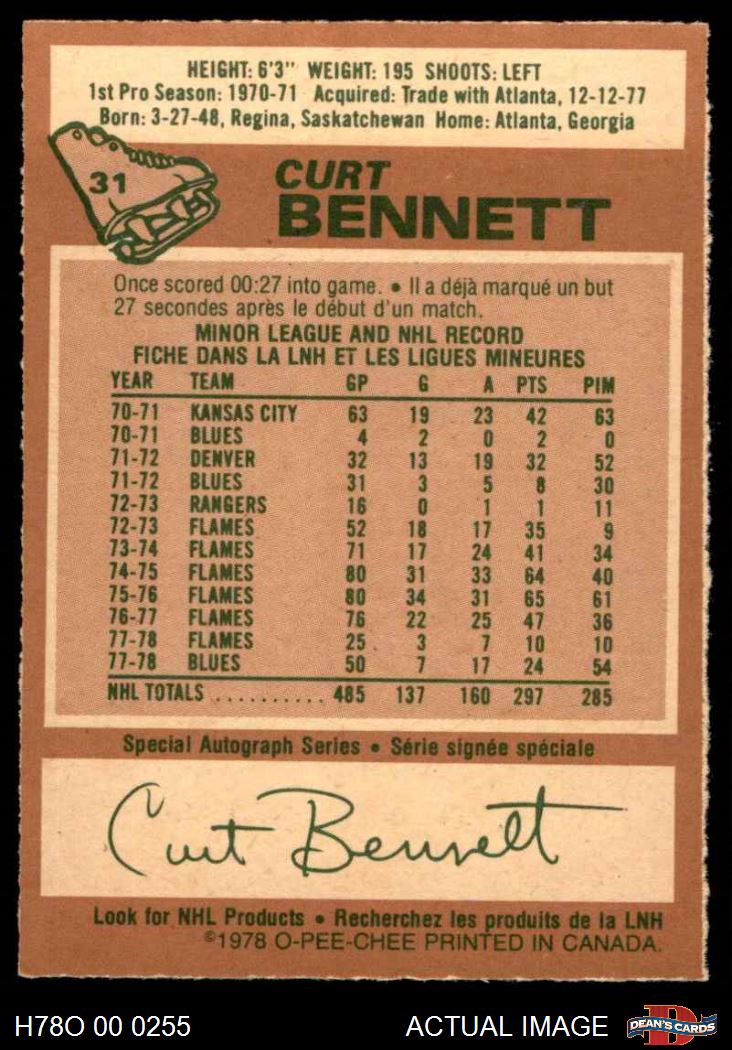 HEIGHT: 6'3" WEIGHT: 195 SHOOTS: LEFT
1st Pro Season: 1970-71 Acquired: Trade with Atlanta, 12-12-77
Born: 3-27-48, Regina, Saskatchewan Home: Atlanta, Georgia
31
CURT
BENNETT
Once scored 00:27 into game. • Il a déjà marqué un but
27 secondes après le début d'un match.
MINOR LEAGUE AND NHL RECORD
FICHE DANS LA LNH ET LES LIGUES MINEURES
YEAR TEAM GP G A PTS PIM
70-71 KANSAS CITY 63 19 23 42 63
70-71 BLUES 4 2 0 2 0
71-72 DENVER 32 13 19 32 52
71-72 BLUES 31 3 5 8 30
72-73 RANGERS 16 0 1 1 11
72-73 FLAMES 52 18 17 35 9
73-74 FLAMES 71 17 24 41 34
74-75 FLAMES 80 31 33 64 40
75-76 FLAMES 80 34 31 65 61
76-77 FLAMES 76 22 25 47 36
77-78 FLAMES 25 3 7 10 10
77-78 BLUES 50 7 17 24 54
NHL TOTALS .......... 485 137 160 297 285
Special Autograph Series • Série signée spéciale
Curt Bennett
Look for NHL Products • Recherchez les produits de la LNH
©1978 O-PEE-CHEE PRINTED IN CANADA.
H78O 00 0255 ACTUAL IMAGE D DEAN'S CARDS